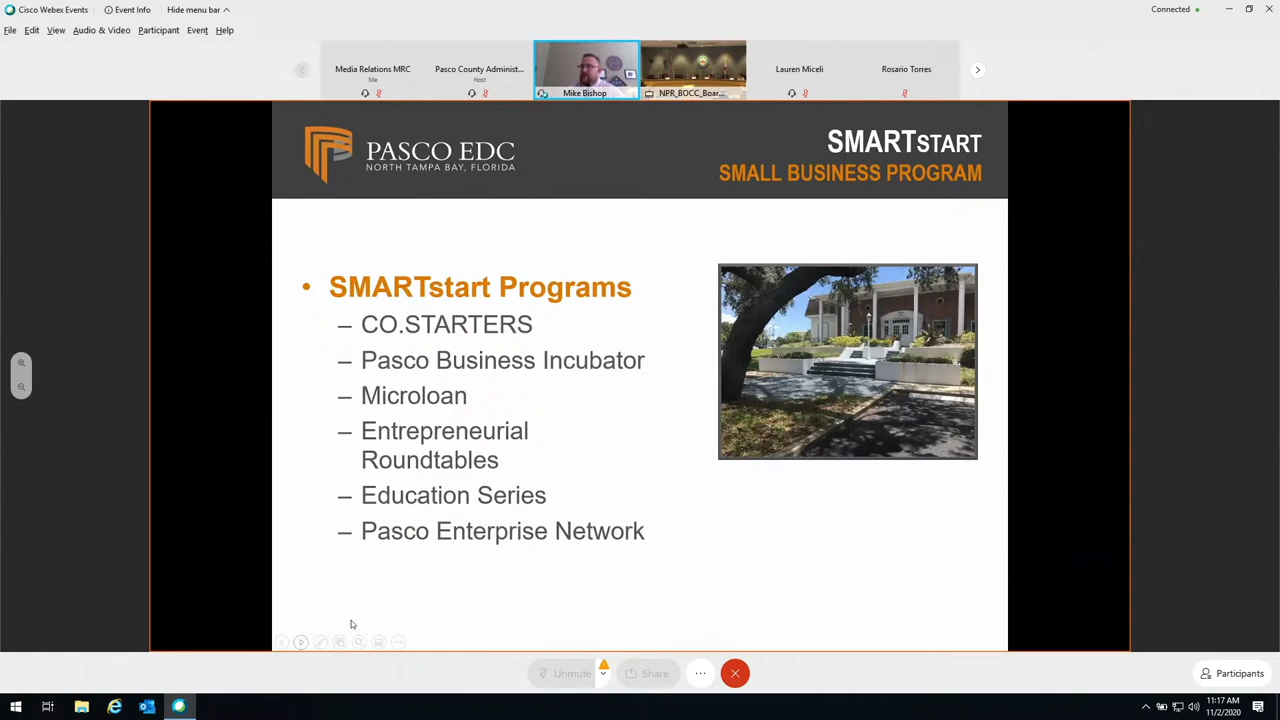 Cisco Webex Events
Event Info
Hide menu bar
Connected
File Edit View Audio & Video Participant Event Help
Media Relations MRC
Me
Pasco County Administ...
Host
Mike Bishop
NPR_BOCC_Boar...
Lauren Miceli
Rosario Torres
PASCO EDC
NORTH TAMPA BAY, FLORIDA
SMARTSTART
SMALL BUSINESS PROGRAM
• SMARTstart Programs
– CO.STARTERS
– Pasco Business Incubator
– Microloan
– Entrepreneurial
Roundtables
– Education Series
– Pasco Enterprise Network
Unmute
Share
Participants
11:17 AM
11/2/2020